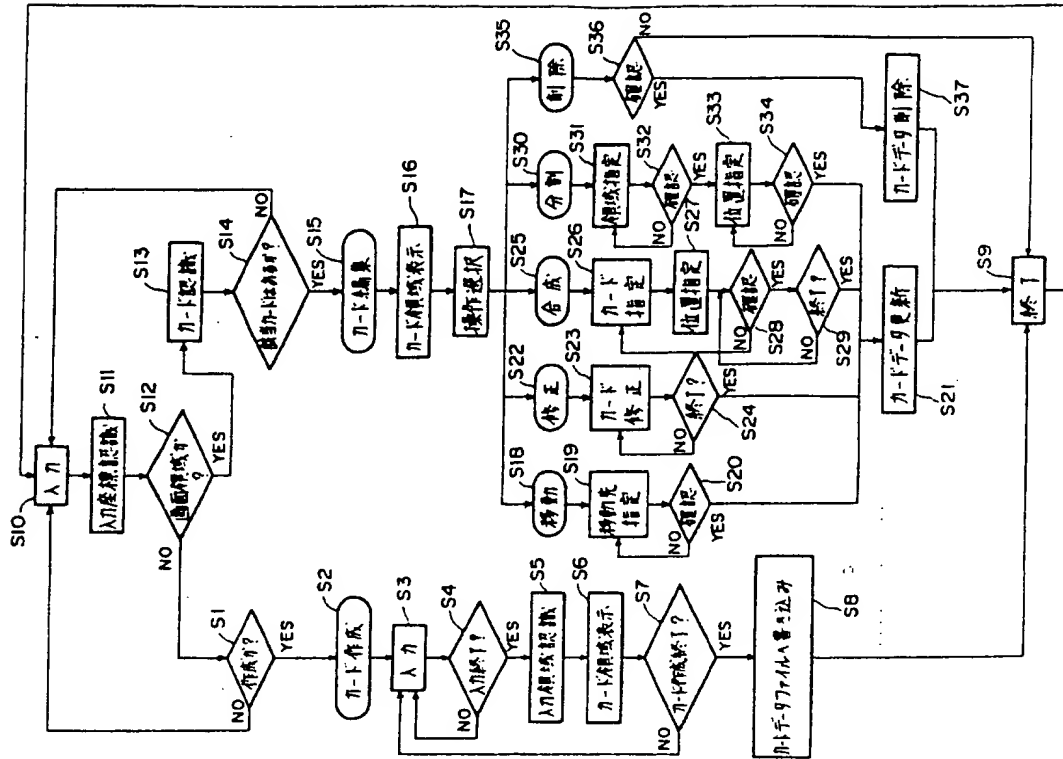 S10
入力
S11
入力座標認識
S12
画面領域か
?
NO
YES
S13
カード認識
S14
該当カードはあるか?
NO
YES
S15
カード編集
S16
カード領域表示
S17
操作選択
S1
作成か?
NO
YES
S2
カード作成
S3
入力
S4
入力終了?
NO
YES
S5
入力領域認識
S6
カード領域表示
S7
カード作成終了?
NO
YES
カードデータファイルへ書き込み
S8
S18
移動
S19
移動先
指定
確認
S20
NO
YES
S22
修正
S23
カード
修正
終了?
S24
NO
YES
S25
合成
S26
カード
指定
S27
位置指定
確認
S28
NO
YES
終了?
S29
NO
YES
S30
分割
S31
領域指定
S32
確認
NO
YES
S33
位置指定
S34
確認
NO
YES
S35
削除
S36
確認
NO
YES
カードデータ更新
S21
カードデータ削除
S37
S9
終了